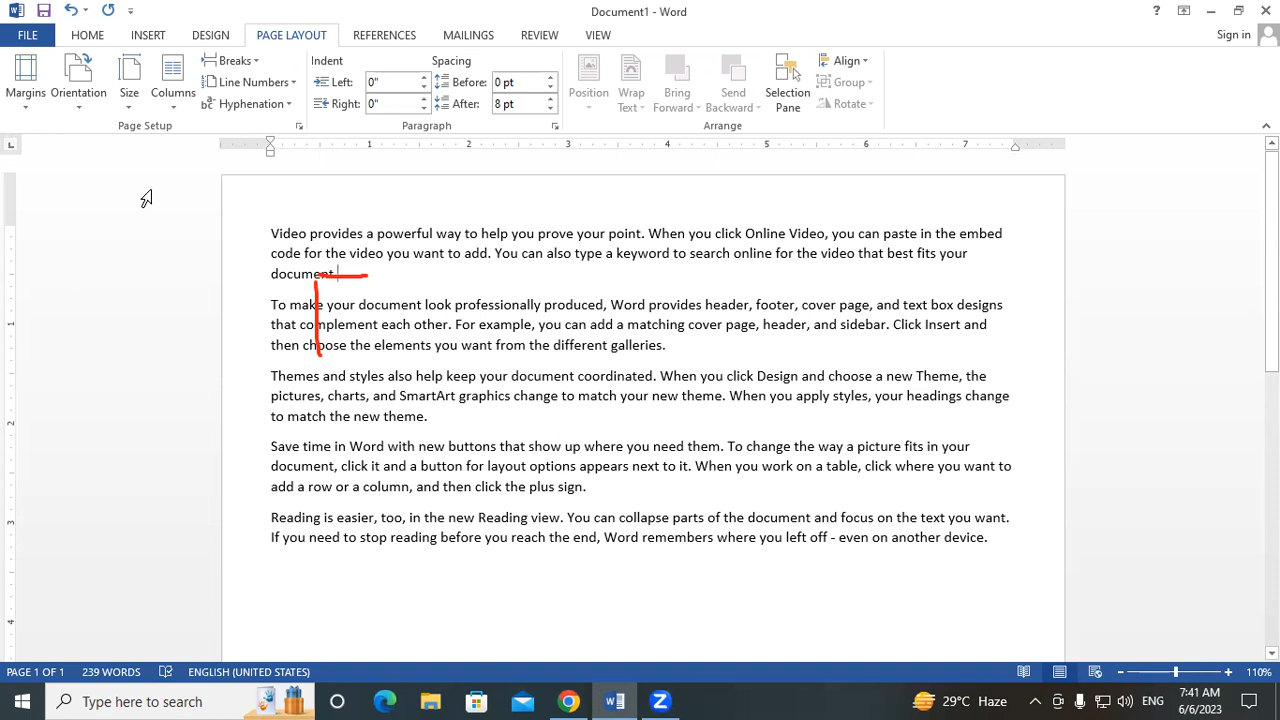 Document1 - Word
?
FILE HOME INSERT DESIGN PAGE LAYOUT REFERENCES MAILINGS REVIEW VIEW Sign in
Margins Orientation Size Columns
Breaks
Line Numbers
Hyphenation
Page Setup
Indent
Left: 0"
Right: 0"
Spacing
Before: 0 pt
After: 8 pt
Paragraph
Position Wrap Text Bring Forward Send Backward Selection Pane
Align
Group
Rotate
Arrange
1 2 3 4 5 6 7
Video provides a powerful way to help you prove your point. When you click Online Video, you can paste in the embed
code for the video you want to add. You can also type a keyword to search online for the video that best fits your
document.
To make your document look professionally produced, Word provides header, footer, cover page, and text box designs
that complement each other. For example, you can add a matching cover page, header, and sidebar. Click Insert and
then choose the elements you want from the different galleries.
Themes and styles also help keep your document coordinated. When you click Design and choose a new Theme, the
pictures, charts, and SmartArt graphics change to match your new theme. When you apply styles, your headings change
to match the new theme.
Save time in Word with new buttons that show up where you need them. To change the way a picture fits in your
document, click it and a button for layout options appears next to it. When you work on a table, click where you want to
add a row or a column, and then click the plus sign.
Reading is easier, too, in the new Reading view. You can collapse parts of the document and focus on the text you want.
If you need to stop reading before you reach the end, Word remembers where you left off - even on another device.
1
2
3
4
PAGE 1 OF 1 239 WORDS ENGLISH (UNITED STATES) 110%
Type here to search
29°C Haze
ENG
7:41 AM
6/6/2023